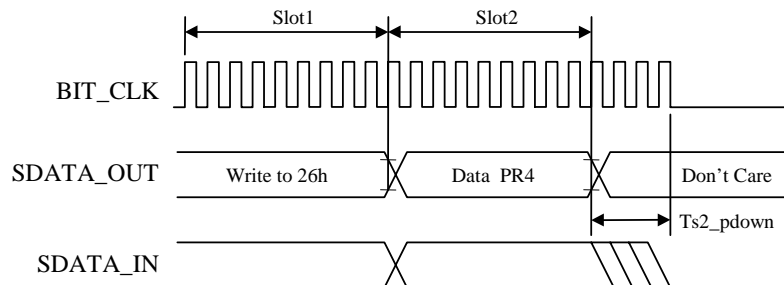 Slot1 Slot2
BIT_CLK
SDATA_OUT Write to 26h Data PR4 Don't Care
Ts2_pdown
SDATA_IN